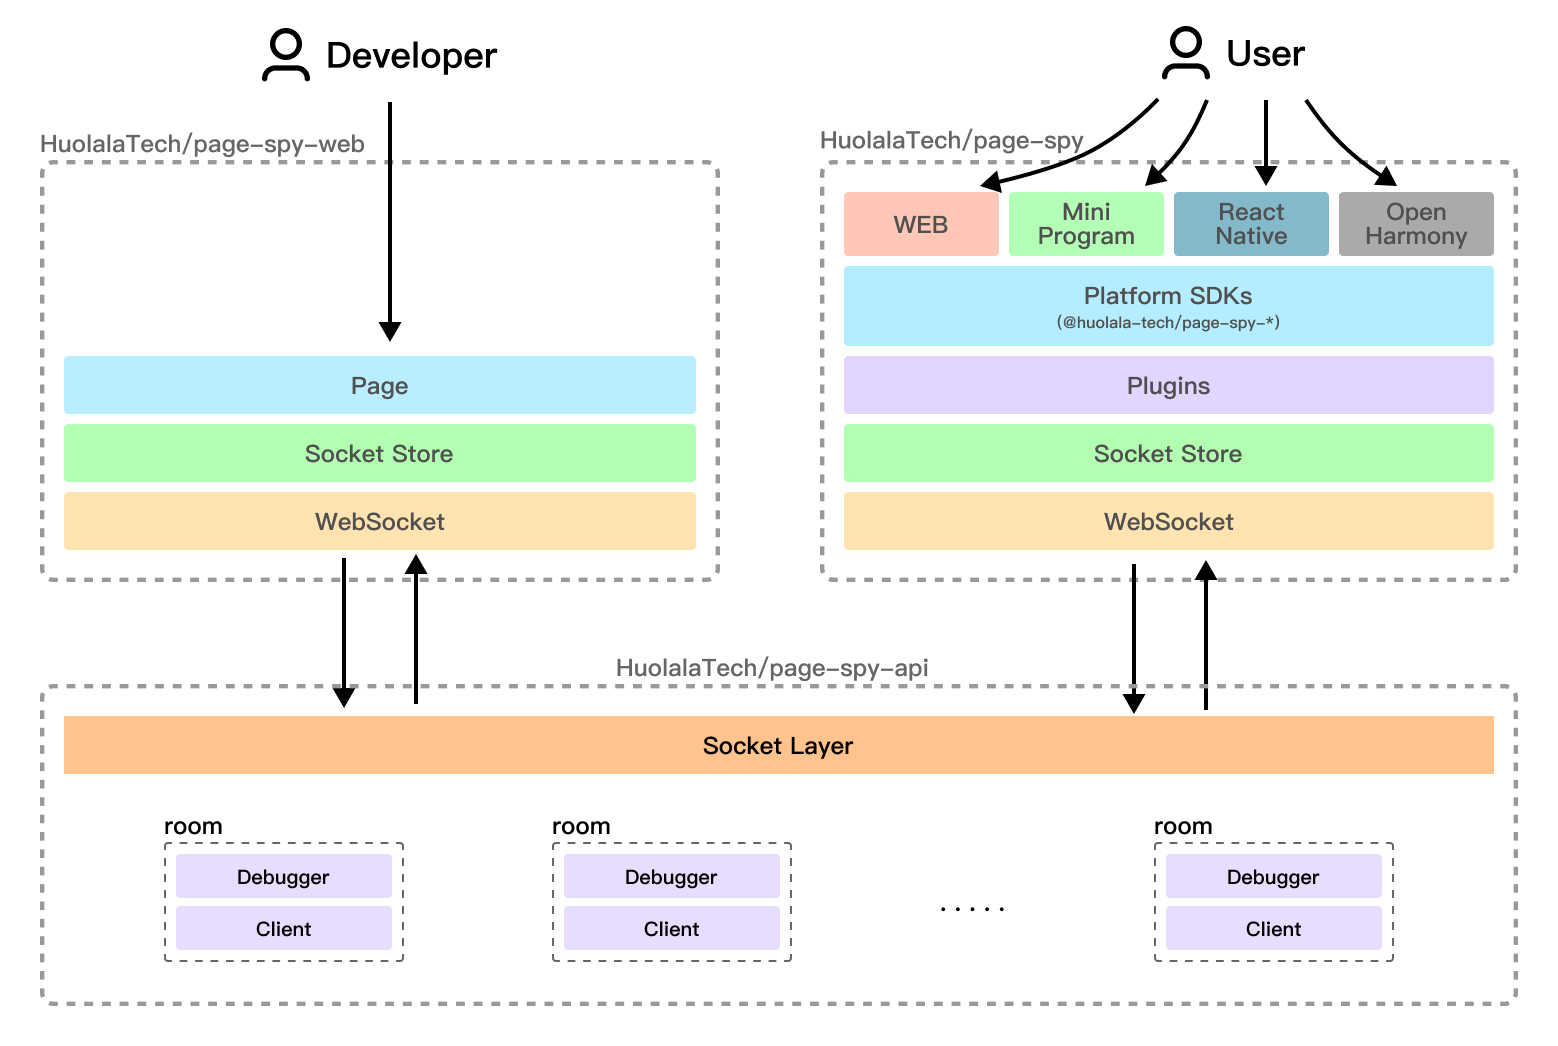 Developer
User
HuolalaTech/page-spy-web
HuolalaTech/page-spy
WEB
Mini
Program
React
Native
Open
Harmony
Platform SDKs
(@huolala-tech/page-spy-*)
Page
Plugins
Socket Store
Socket Store
WebSocket
WebSocket
HuolalaTech/page-spy-api
Socket Layer
room
room
room
Debugger
Debugger
Debugger
Client
Client
.....
Client